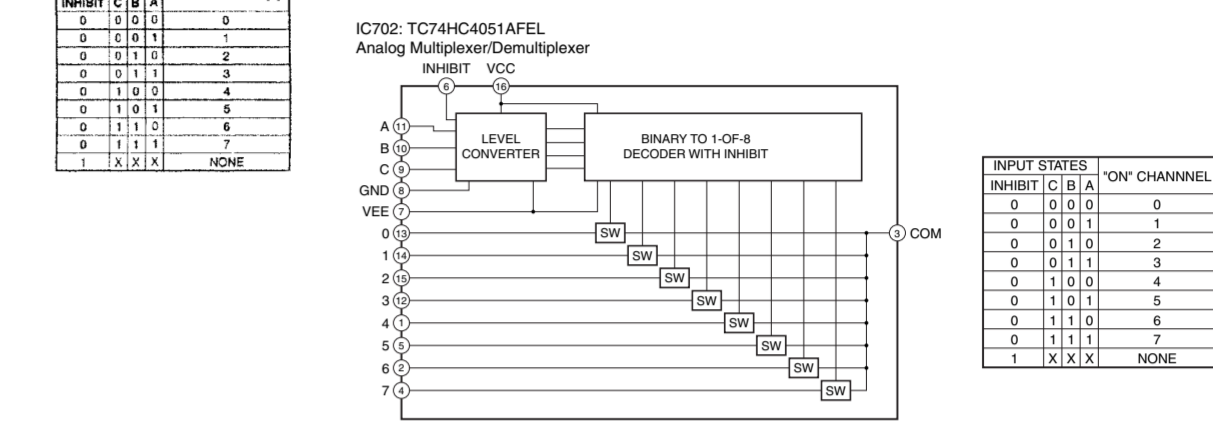 INHIBIT C B A
0 0 0 0 0
0 0 0 1 1
0 0 1 0 2
0 0 1 1 3
0 1 0 0 4
0 1 0 1 5
0 1 1 0 6
0 1 1 1 7
1 X X X NONE
IC702: TC74HC4051AFEL
Analog Multiplexer/Demultiplexer
INHIBIT VCC
6 16
A 11
B 10
C 9
GND 8
VEE 7
LEVEL
CONVERTER
BINARY TO 1-OF-8
DECODER WITH INHIBIT
0 13 SW 3 COM
1 14 SW
2 15 SW
3 12 SW
4 1 SW
5 5 SW
6 2 SW
7 4 SW
INPUT STATES "ON" CHANNNEL
INHIBIT C B A
0 0 0 0 0
0 0 0 1 1
0 0 1 0 2
0 0 1 1 3
0 1 0 0 4
0 1 0 1 5
0 1 1 0 6
0 1 1 1 7
1 X X X NONE